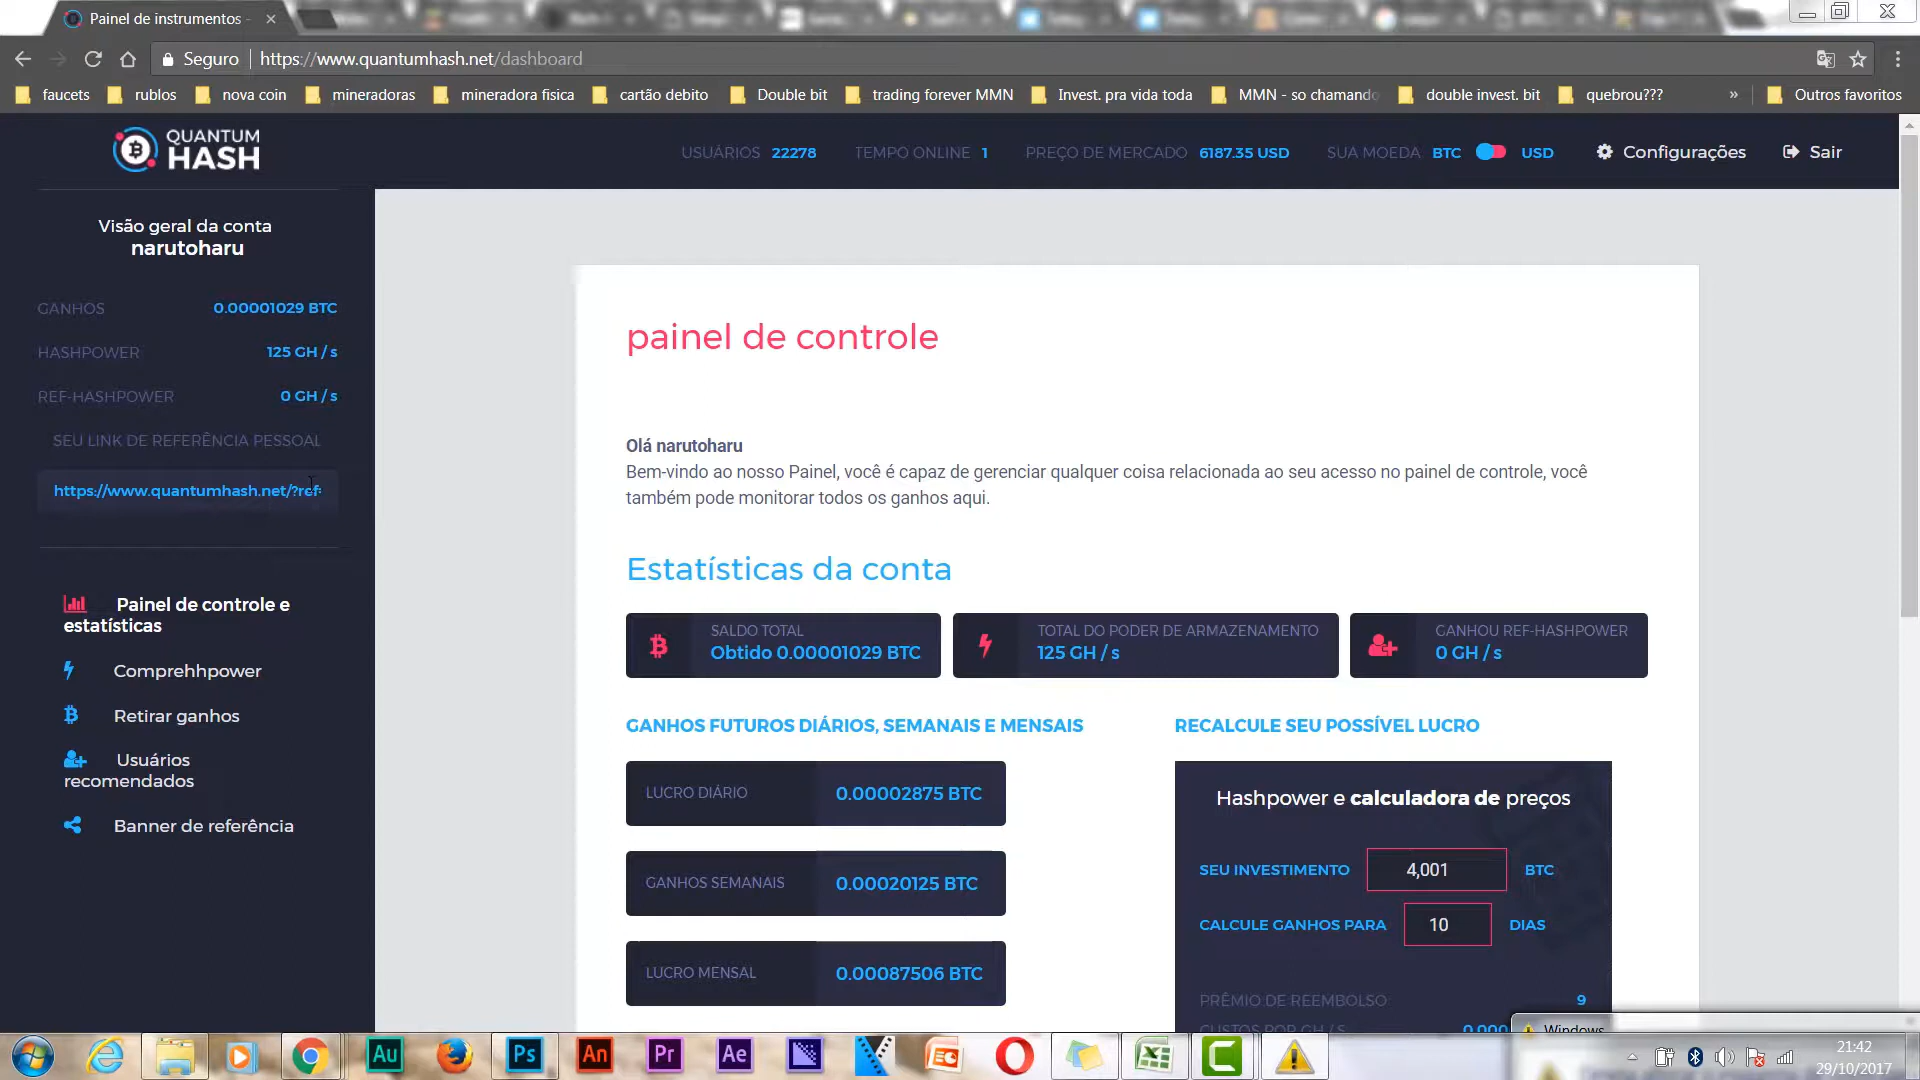 Painel de instrumentos -
Seguro
https://www.quantumhash.net/dashboard
faucets
rublos
nova coin
mineradoras
mineradora fisica
cartão debito
Double bit
trading forever MMN
Invest. pra vida toda
MMN - so chamando
double invest. bit
quebrou???
»
Outros favoritos
QUANTUM
HASH
USUÁRIOS 22278
TEMPO ONLINE 1
PREÇO DE MERCADO 6187.35 USD
SUA MOEDA BTC USD
Configurações
Sair
Visão geral da conta
narutoharu
GANHOS 0.00001029 BTC
HASHPOWER 125 GH / s
REF-HASHPOWER 0 GH / s
SEU LINK DE REFERÊNCIA PESSOAL
https://www.quantumhash.net/?ref
Painel de controle e
estatísticas
Comprehhpower
Retirar ganhos
Usuários
recomendados
Banner de referência
painel de controle
Olá narutoharu
Bem-vindo ao nosso Painel, você é capaz de gerenciar qualquer coisa relacionada ao seu acesso no painel de controle, você
também pode monitorar todos os ganhos aqui.
Estatísticas da conta
SALDO TOTAL
Obtido 0.00001029 BTC
TOTAL DO PODER DE ARMAZENAMENTO
125 GH / s
GANHOU REF-HASHPOWER
0 GH / s
GANHOS FUTUROS DIÁRIOS, SEMANAIS E MENSAIS
LUCRO DIÁRIO 0.00002875 BTC
GANHOS SEMANAIS 0.00020125 BTC
LUCRO MENSAL 0.00087506 BTC
RECALCULE SEU POSSÍVEL LUCRO
Hashpower e calculadora de preços
SEU INVESTIMENTO 4,001 BTC
CALCULE GANHOS PARA 10 DIAS
PRÊMIO DE REEMBOLSO 9
CUSTOS POR GH / S 0.000
Windows
Au
Ps
An
Pr
Ae
21:42
29/10/2017